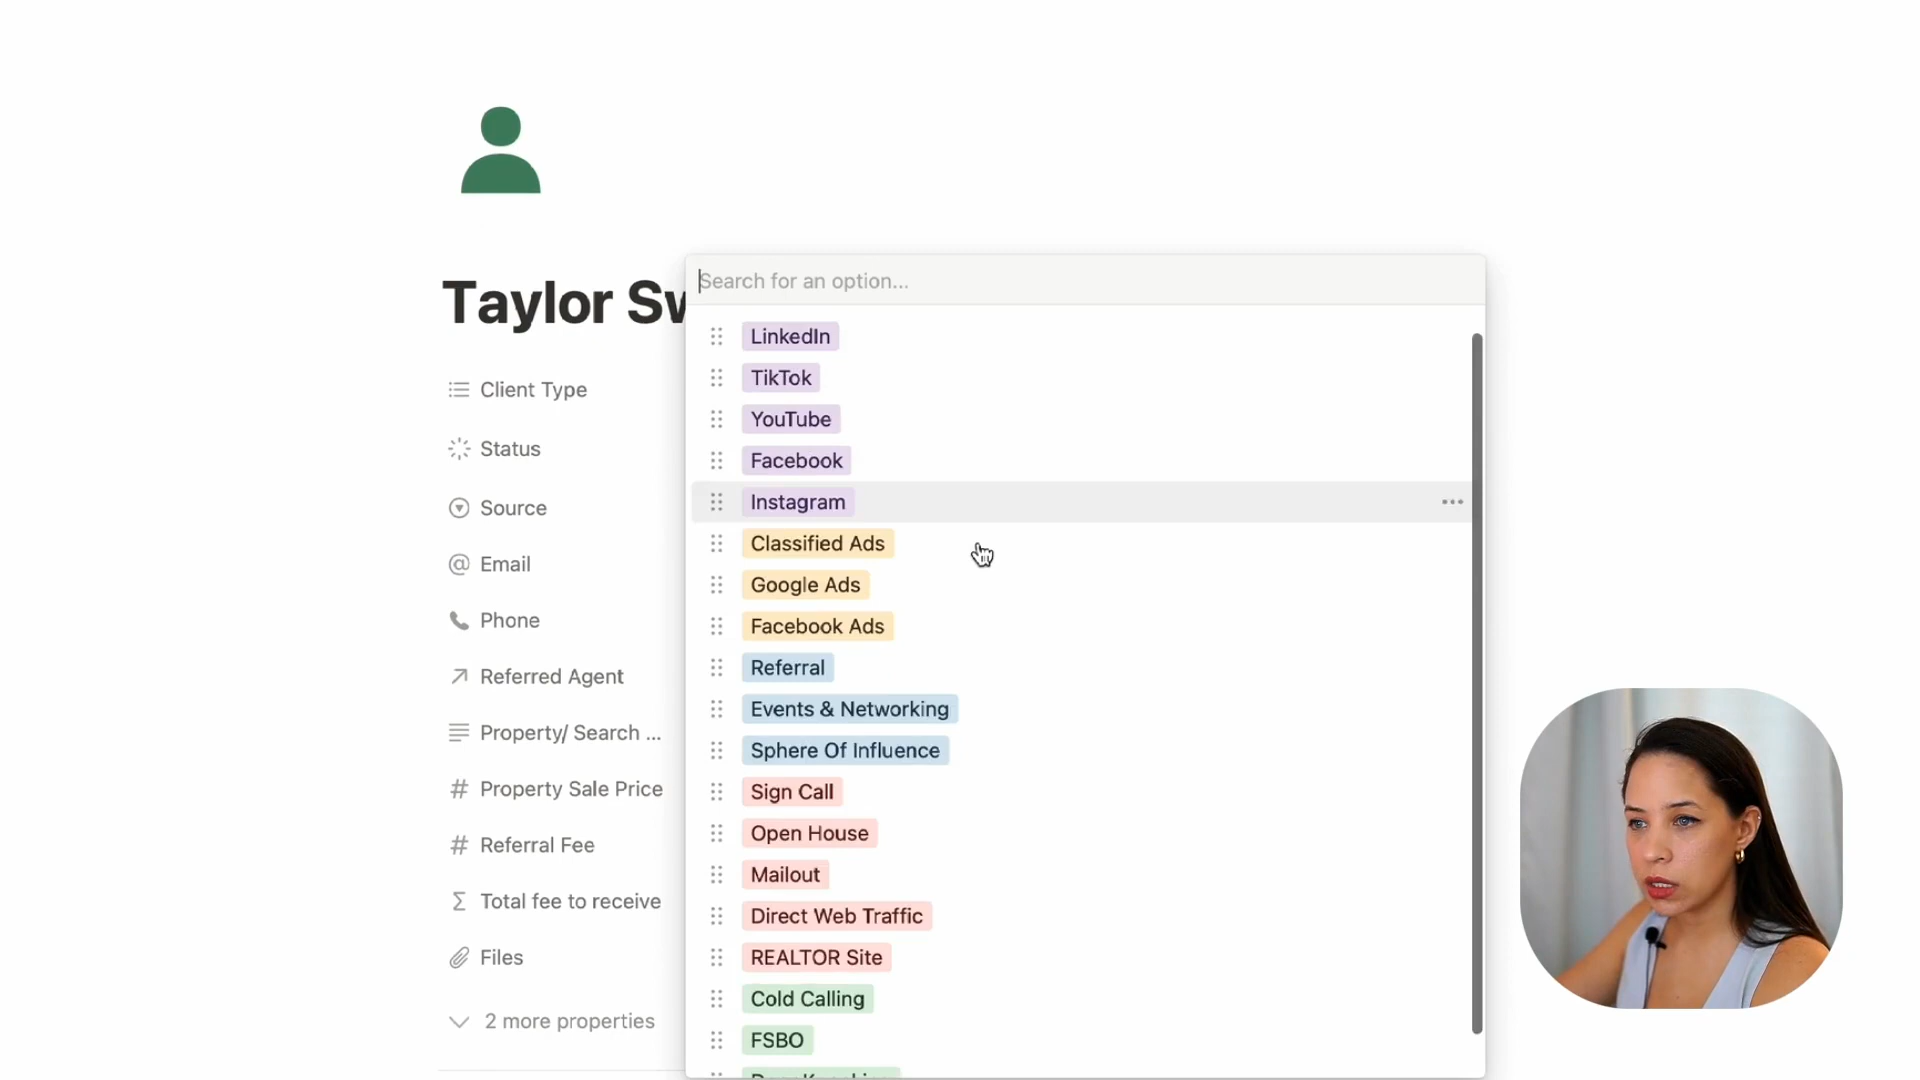 Taylor Sw
Search for an option...
LinkedIn
TikTok
Client Type
YouTube
Status
Facebook
Source
Instagram
Classified Ads
Email
Google Ads
Phone
Facebook Ads
Referred Agent
Referral
Property/ Search ...
Events & Networking
Sphere Of Influence
Property Sale Price
Sign Call
Referral Fee
Open House
Mailout
Total fee to receive
Direct Web Traffic
Files
REALTOR Site
Cold Calling
2 more properties
FSBO